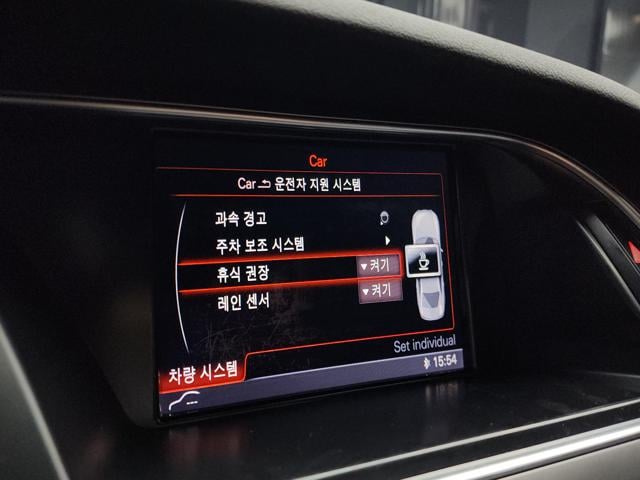 Car
Car 운전자 지원 시스템
과속 경고
주차 보조 시스템
휴식 권장 켜기
레인 센서 켜기
Set individual
차량 시스템
15:54
---